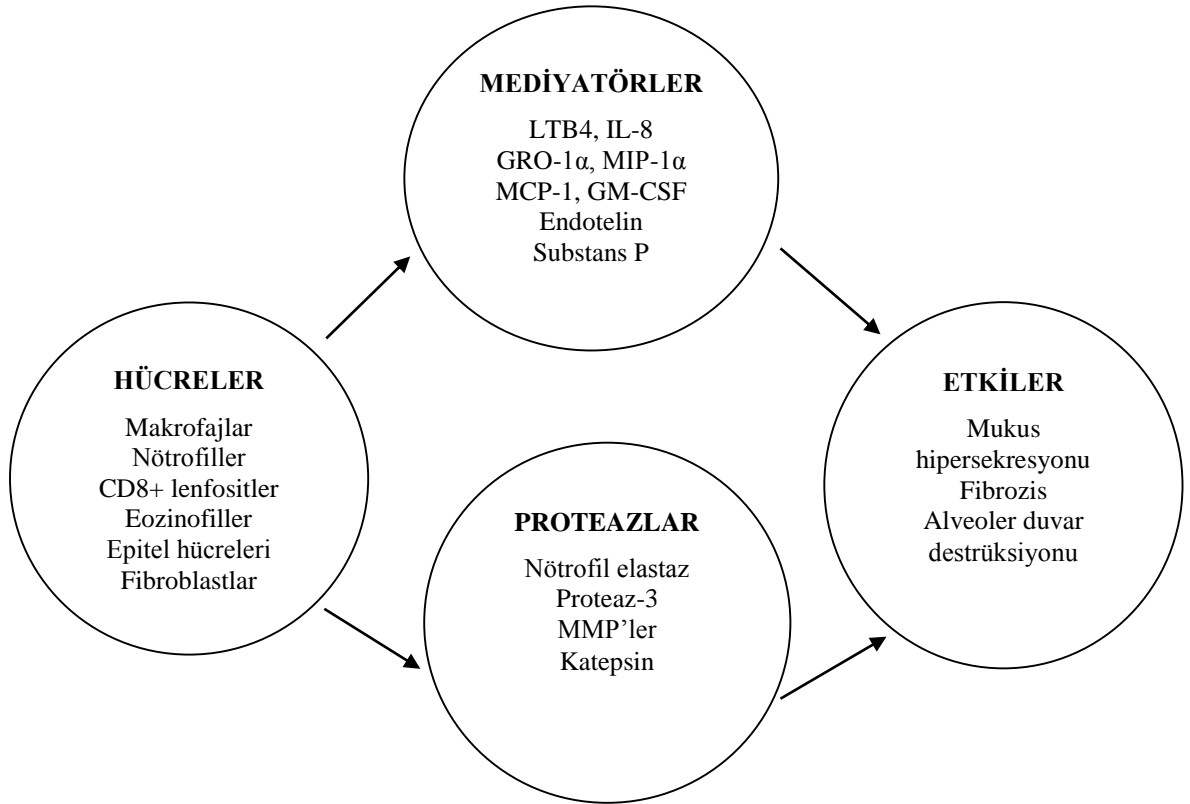 MEDİYATÖRLER
LTB4, IL-8
GRO-1α, MIP-1α
MCP-1, GM-CSF
Endotelin
Substans P
HÜCRELER
Makrofajlar
Nötrofiller
CD8+ lenfositler
Eozinofiller
Epitel hücreleri
Fibroblastlar
PROTEAZLAR
Nötrofil elastaz
Proteaz-3
MMP’ler
Katepsin
ETKİLER
Mukus
hipersekresyonu
Fibrozis
Alveoler duvar
destrüksiyonu